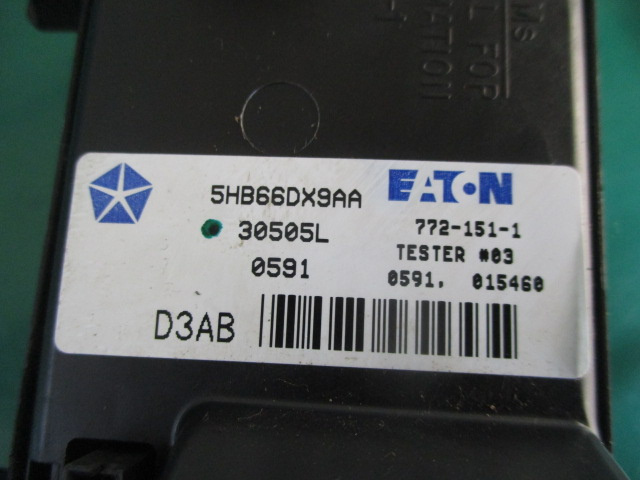 5HB66DX9AA
30505L
0591
D3AB
EATON
772-151-1
TESTER #03
0591, 015460